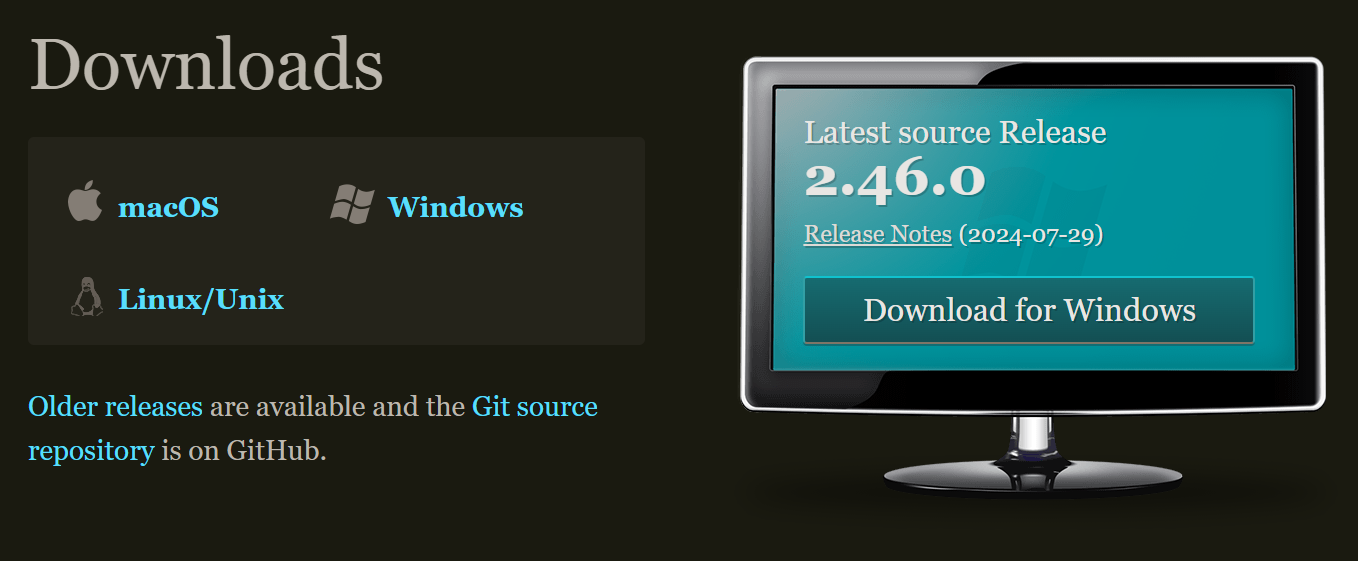 Downloads
macOS
Windows
Linux/Unix
Older releases are available and the Git source
repository is on GitHub.
Latest source Release
2.46.0
Release Notes (2024-07-29)
Download for Windows